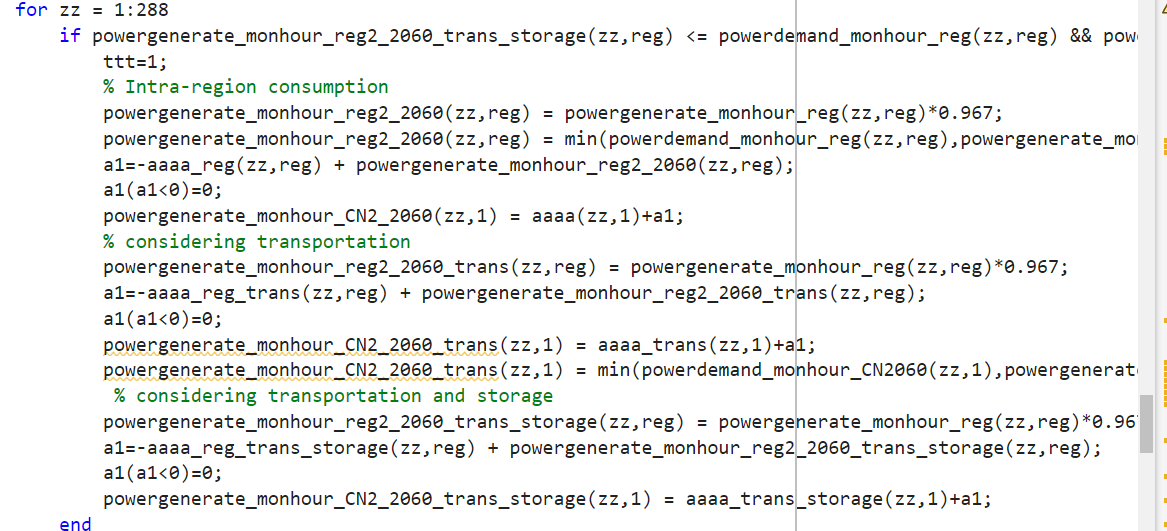 for zz = 1:288
    if powergenerate_monhour_reg2_2060_trans_storage(zz,reg) <= powerdemand_monhour_reg(zz,reg) && pow
        ttt=1;
        % Intra-region consumption
        powergenerate_monhour_reg2_2060(zz,reg) = powergenerate_monhour_reg(zz,reg)*0.967;
        powergenerate_monhour_reg2_2060(zz,reg) = min(powerdemand_monhour_reg(zz,reg),powergenerate_mo
        a1=-aaaa_reg(zz,reg) + powergenerate_monhour_reg2_2060(zz,reg);
        a1(a1<0)=0;
        powergenerate_monhour_CN2_2060(zz,1) = aaaa(zz,1)+a1;
        % considering transportation
        powergenerate_monhour_reg2_2060_trans(zz,reg) = powergenerate_monhour_reg(zz,reg)*0.967;
        a1=-aaaa_reg_trans(zz,reg) + powergenerate_monhour_reg2_2060_trans(zz,reg);
        a1(a1<0)=0;
        powergenerate_monhour_CN2_2060_trans(zz,1) = aaaa_trans(zz,1)+a1;
        powergenerate_monhour_CN2_2060_trans(zz,1) = min(powerdemand_monhour_CN2060(zz,1),powergenerat
         % considering transportation and storage
        powergenerate_monhour_reg2_2060_trans_storage(zz,reg) = powergenerate_monhour_reg(zz,reg)*0.96
        a1=-aaaa_reg_trans_storage(zz,reg) + powergenerate_monhour_reg2_2060_trans_storage(zz,reg);
        a1(a1<0)=0;
        powergenerate_monhour_CN2_2060_trans_storage(zz,1) = aaaa_trans_storage(zz,1)+a1;
    end